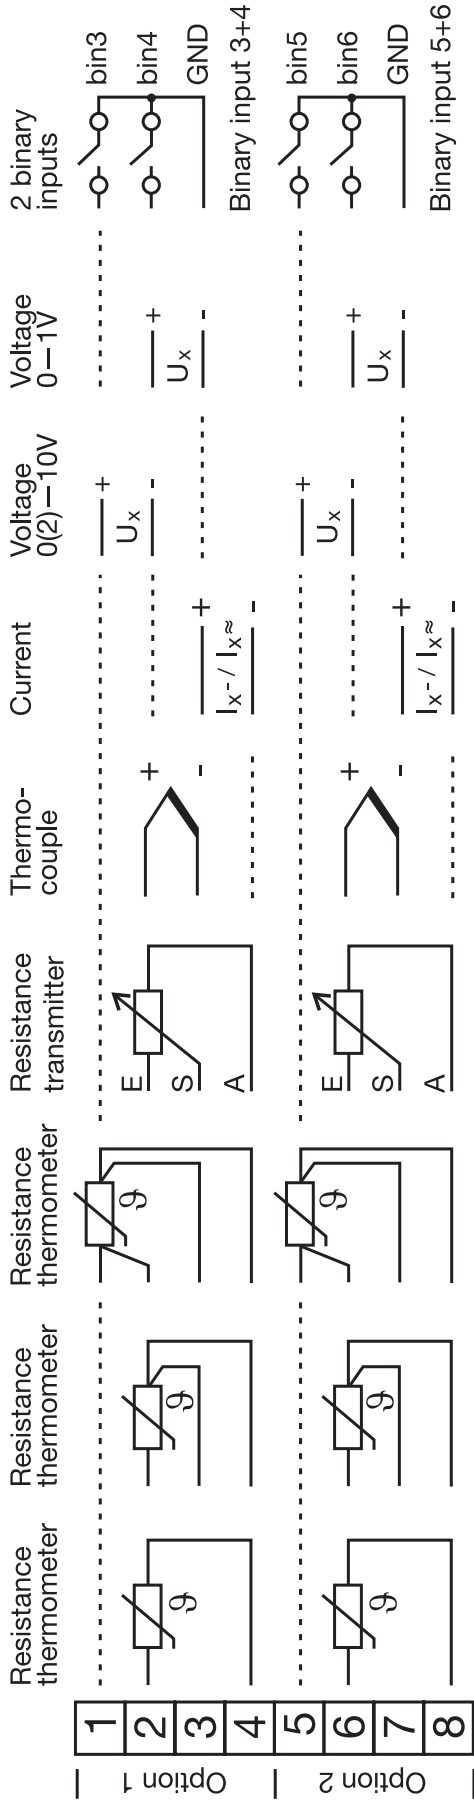 Resistance
thermometer
Resistance
thermometer
Resistance
thermometer
Resistance
transmitter
Thermo-
couple
Current
Voltage
0(2)—10V
Voltage
0—1V
2 binary
inputs
Option 1
1
2
3
4
ϑ
ϑ
ϑ
E
S
A
+
-
+
Ix- / Ix≈
-
+
Ux
-
+
Ux
-
bin3
bin4
GND
Binary input 3+4
Option 2
5
6
7
8
ϑ
ϑ
ϑ
E
S
A
+
-
+
Ix- / Ix≈
-
+
Ux
-
+
Ux
-
bin5
bin6
GND
Binary input 5+6